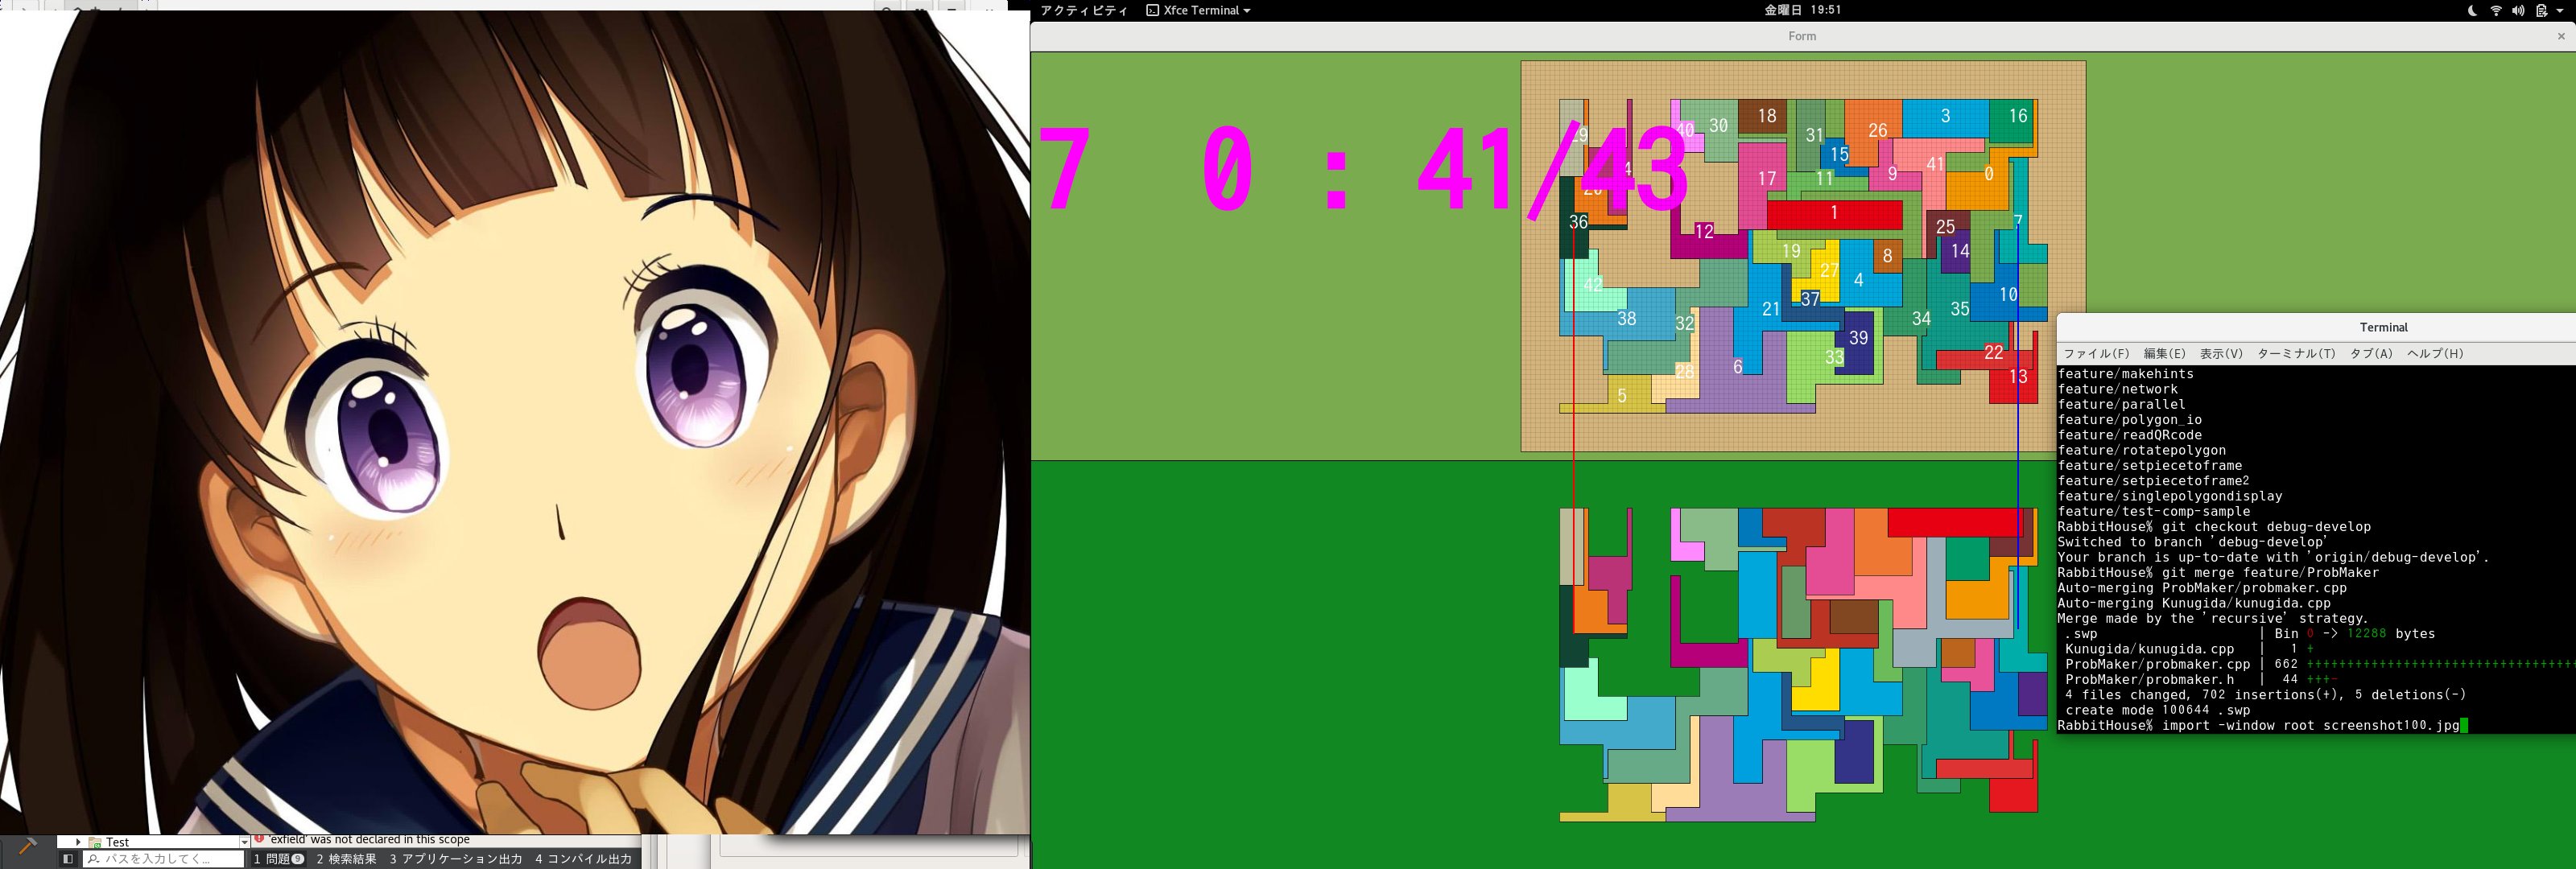 アクティビティ Xfce Terminal 金曜日 19:51
Form
7 0 : 41/43
18 3 16
30 40 31 26
29 15 41
4 17 11 9 0
20
36 12 1 25 7
19 8 14
27 4
42 37 10
38 32 21 34 35
39
33 22
28 6 13
5
Terminal
ファイル(F) 編集(E) 表示(V) ターミナル(T) タブ(A) ヘルプ(H)
feature/makehints
feature/network
feature/parallel
feature/polygon_io
feature/readQRcode
feature/rotatepolygon
feature/setpiecetoframe
feature/setpiecetoframe2
feature/singlepolygondisplay
feature/test-comp-sample
RabbitHouse% git checkout debug-develop
Switched to branch 'debug-develop'
Your branch is up-to-date with 'origin/debug-develop'.
RabbitHouse% git merge feature/ProbMaker
Auto-merging ProbMaker/probmaker.cpp
Auto-merging Kunugida/kunugida.cpp
Merge made by the 'recursive' strategy.
.swp | Bin 0 -> 12288 bytes
Kunugida/kunugida.cpp | 1 +
ProbMaker/probmaker.cpp | 662 +++++++++++++++++++++++++++++++++
ProbMaker/probmaker.h | 44 +++-
4 files changed, 702 insertions(+), 5 deletions(-)
create mode 100644 .swp
RabbitHouse% import -window root screenshot100.jpg
Test
'exfield' was not declared in this scope
パスを入力してく...
1 問題 9 2 検索結果 3 アプリケーション出力 4 コンパイル出力